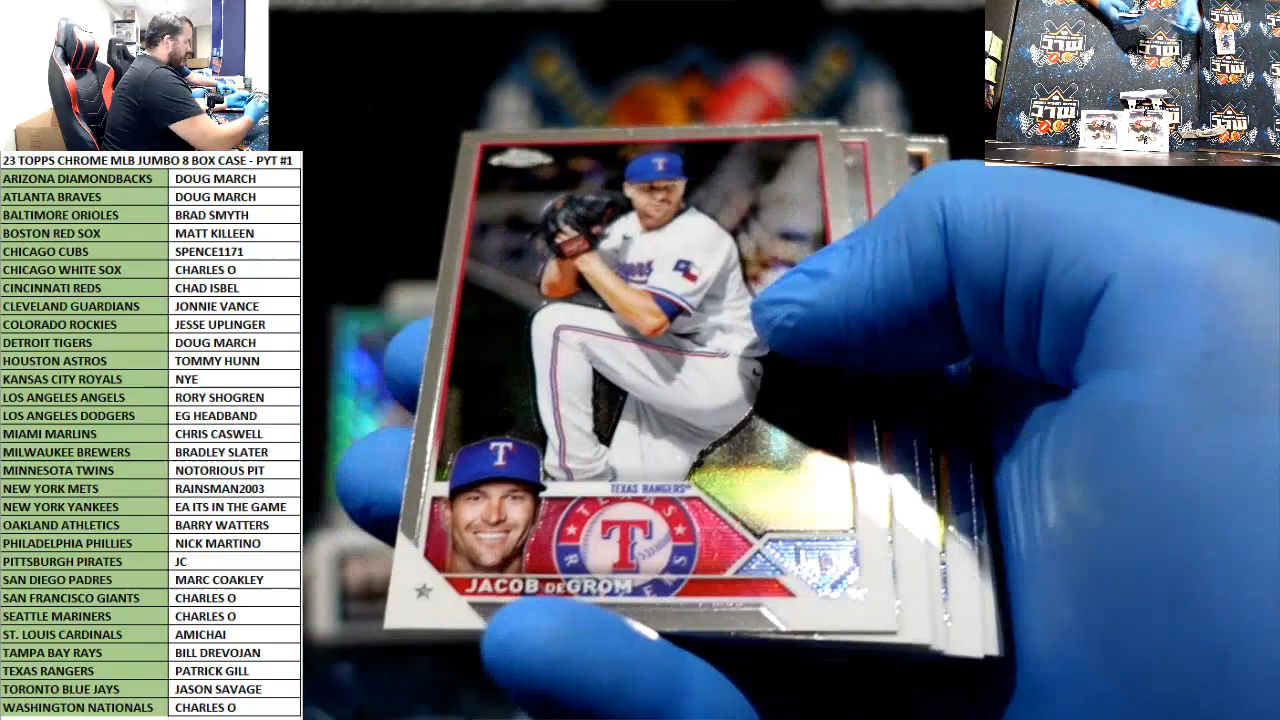 23 TOPPS CHROME MLB JUMBO 8 BOX CASE - PYT #1
ARIZONA DIAMONDBACKS DOUG MARCH
ATLANTA BRAVES DOUG MARCH
BALTIMORE ORIOLES BRAD SMYTH
BOSTON RED SOX MATT KILLEEN
CHICAGO CUBS SPENCE1171
CHICAGO WHITE SOX CHARLES O
CINCINNATI REDS CHAD ISBEL
CLEVELAND GUARDIANS JONNIE VANCE
COLORADO ROCKIES JESSE UPLINGER
DETROIT TIGERS DOUG MARCH
HOUSTON ASTROS TOMMY HUNN
KANSAS CITY ROYALS NYE
LOS ANGELES ANGELS RORY SHOGREN
LOS ANGELES DODGERS EG HEADBAND
MIAMI MARLINS CHRIS CASWELL
MILWAUKEE BREWERS BRADLEY SLATER
MINNESOTA TWINS NOTORIOUS PIT
NEW YORK METS RAINSMAN2003
NEW YORK YANKEES EA ITS IN THE GAME
OAKLAND ATHLETICS BARRY WATTERS
PHILADELPHIA PHILLIES NICK MARTINO
PITTSBURGH PIRATES JC
SAN DIEGO PADRES MARC COAKLEY
SAN FRANCISCO GIANTS CHARLES O
SEATTLE MARINERS CHARLES O
ST. LOUIS CARDINALS AMICHAI
TAMPA BAY RAYS BILL DREVOJAN
TEXAS RANGERS PATRICK GILL
TORONTO BLUE JAYS JASON SAVAGE
WASHINGTON NATIONALS CHARLES O
T
T
TEXAS RANGERS
TEXAS
T
JACOB DEGROM